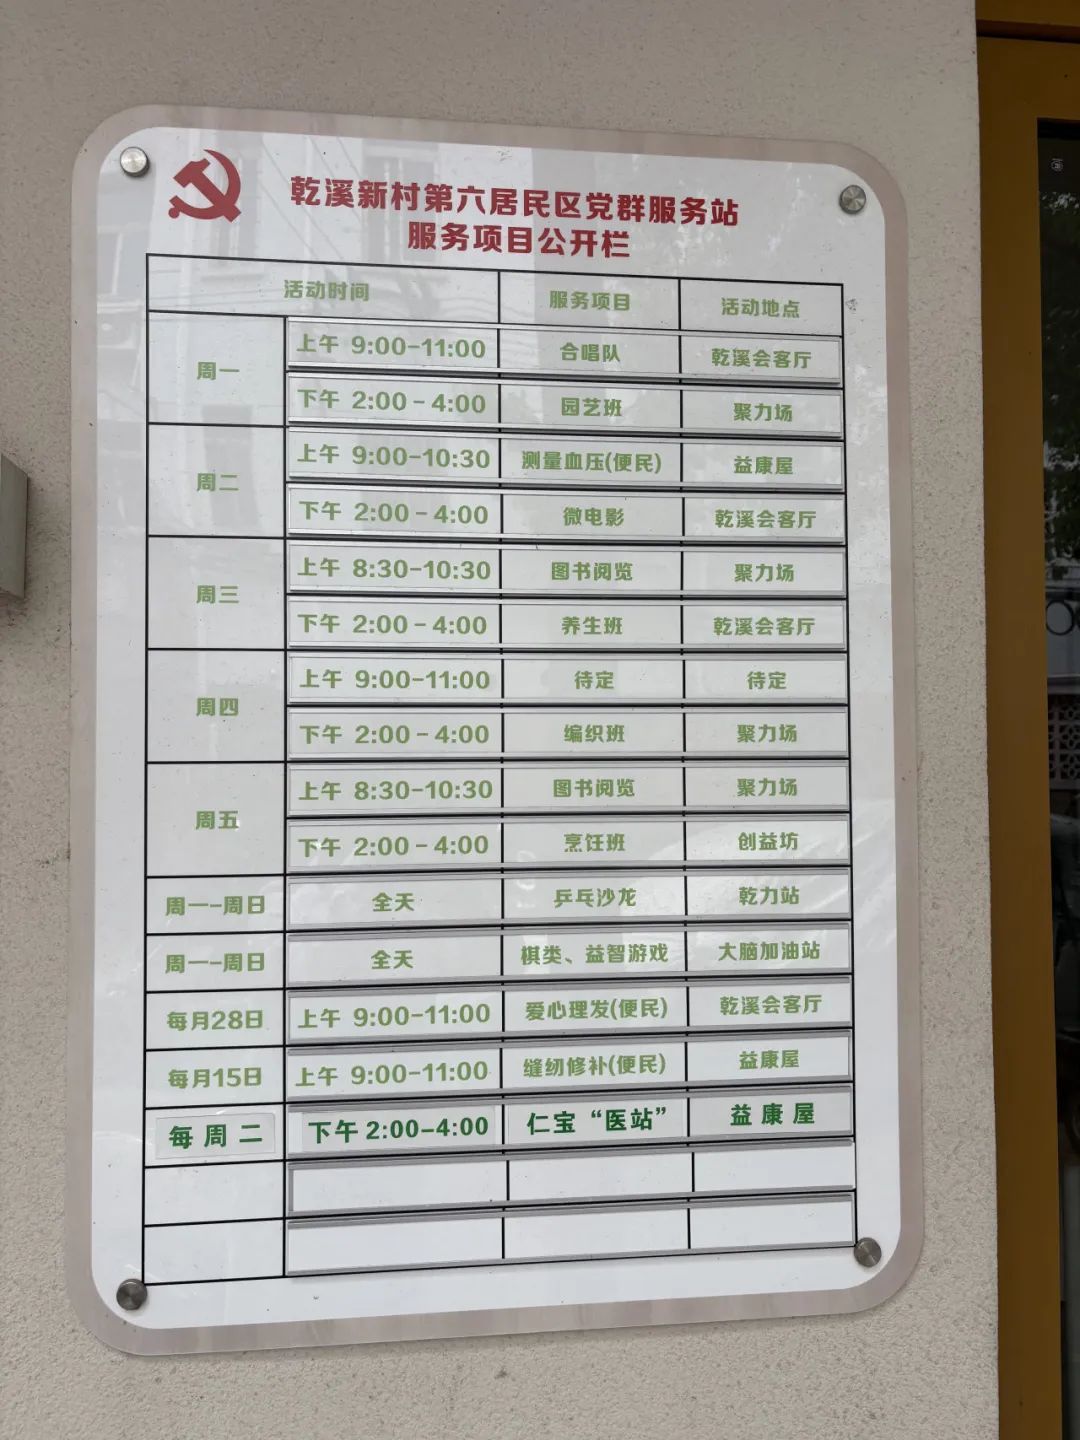 乾溪新村第六居民区党群服务站
服务项目公开栏
活动时间 服务项目 活动地点
周一 上午 9:00-11:00 合唱队 乾溪会客厅
下午 2:00-4:00 园艺班 聚力场
周二 上午 9:00-10:30 测量血压(便民) 益康屋
下午 2:00-4:00 微电影 乾溪会客厅
周三 上午 8:30-10:30 图书阅览 聚力场
下午 2:00-4:00 养生班 乾溪会客厅
周四 上午 9:00-11:00 待定 待定
下午 2:00-4:00 编织班 聚力场
周五 上午 8:30-10:30 图书阅览 聚力场
下午 2:00-4:00 烹饪班 创益坊
周一-周日 全天 乒乓沙龙 乾力站
周一-周日 全天 棋类、益智游戏 大脑加油站
每月28日 上午 9:00-11:00 爱心理发(便民) 乾溪会客厅
每月15日 上午 9:00-11:00 缝纫修补(便民) 益康屋
每周二 下午2:00-4:00 仁宝“医站” 益康屋